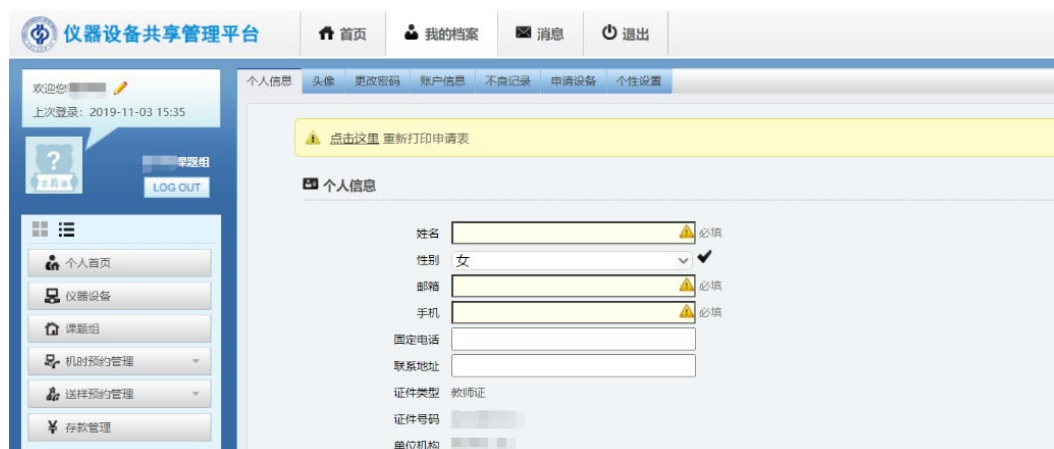 仪器设备共享管理平台
首页
我的档案
消息
退出
欢迎您
上次登录：2019-11-03 15:35
课题组
LOG OUT
个人首页
仪器设备
课题组
机时预约管理
送样预约管理
存款管理
个人信息 头像 更改密码 账户信息 不良记录 申请设备 个性设置
点击这里 重新打印申请表
个人信息
姓名 必填
性别 女
邮箱 必填
手机 必填
固定电话
联系地址
证件类型 教师证
证件号码
单位机构